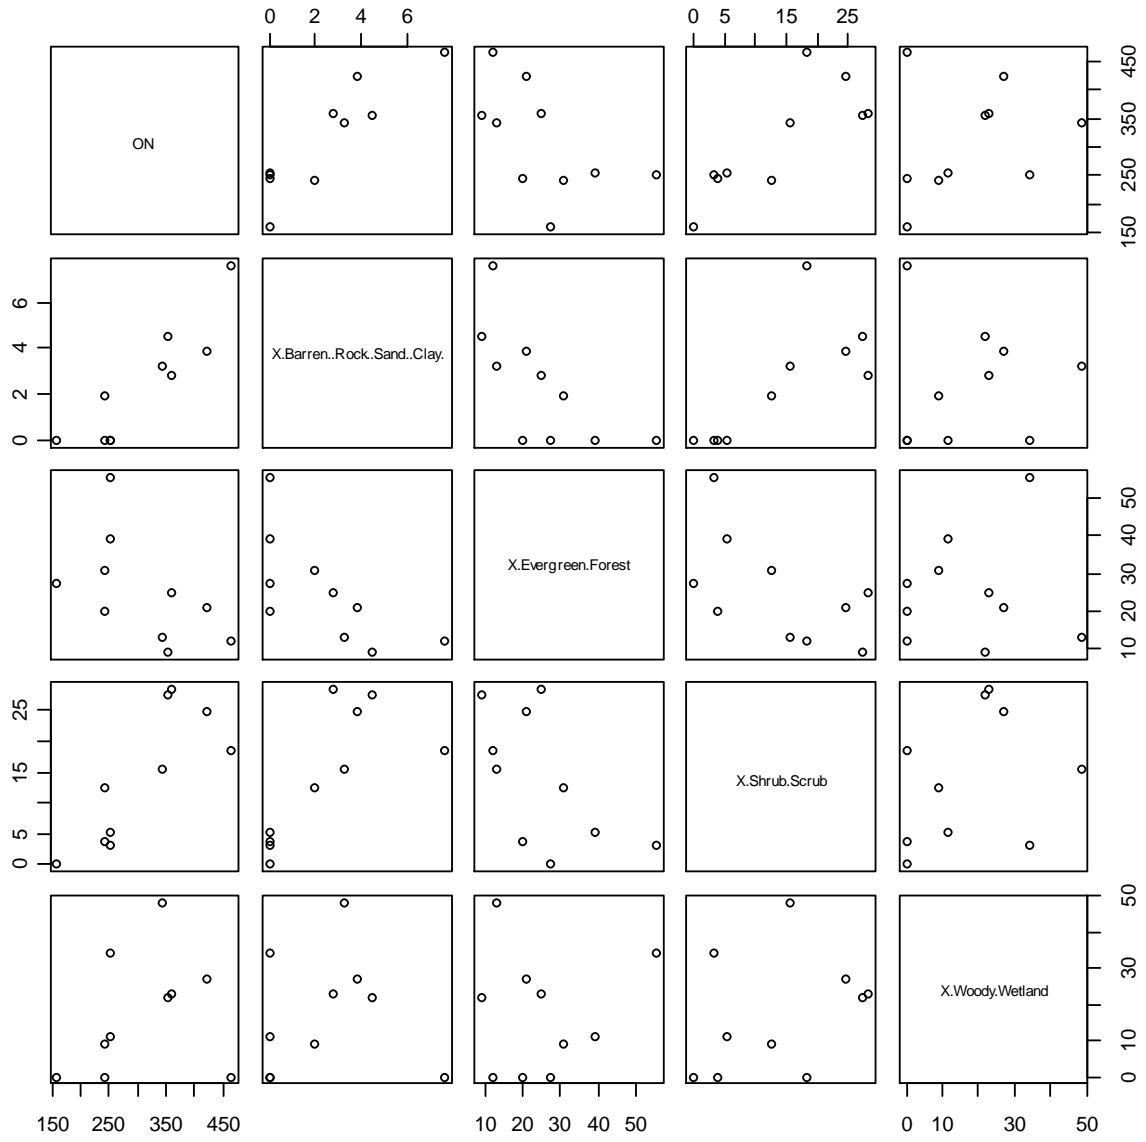 0 2 4 6
0 5 15 25
ON
150 250 350 450
X.Barren..Rock..Sand..Clay.
0 2 4 6
X.Evergreen.Forest
10 20 30 40 50
X.Shrub.Scrub
0 5 15 25
X.Woody.Wetland
0 10 30 50
150 250 350 450
10 20 30 40 50
0 10 30 50